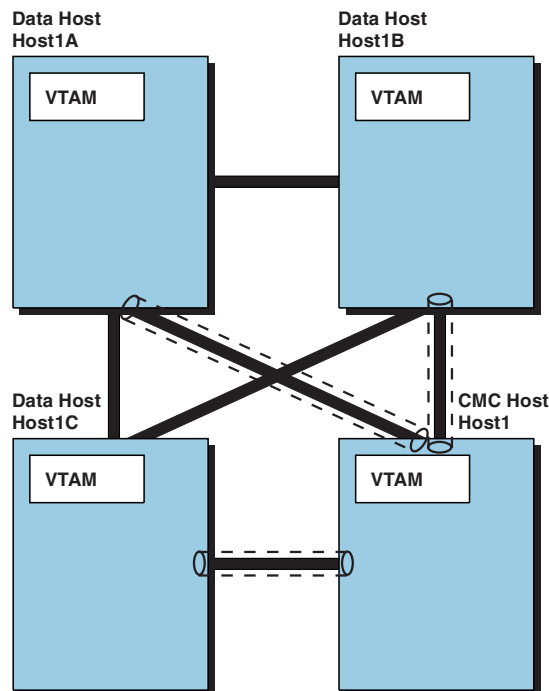 Data Host
Host1A
Data Host
Host1B
VTAM
VTAM
Data Host
Host1C
CMC Host
Host1
VTAM
VTAM